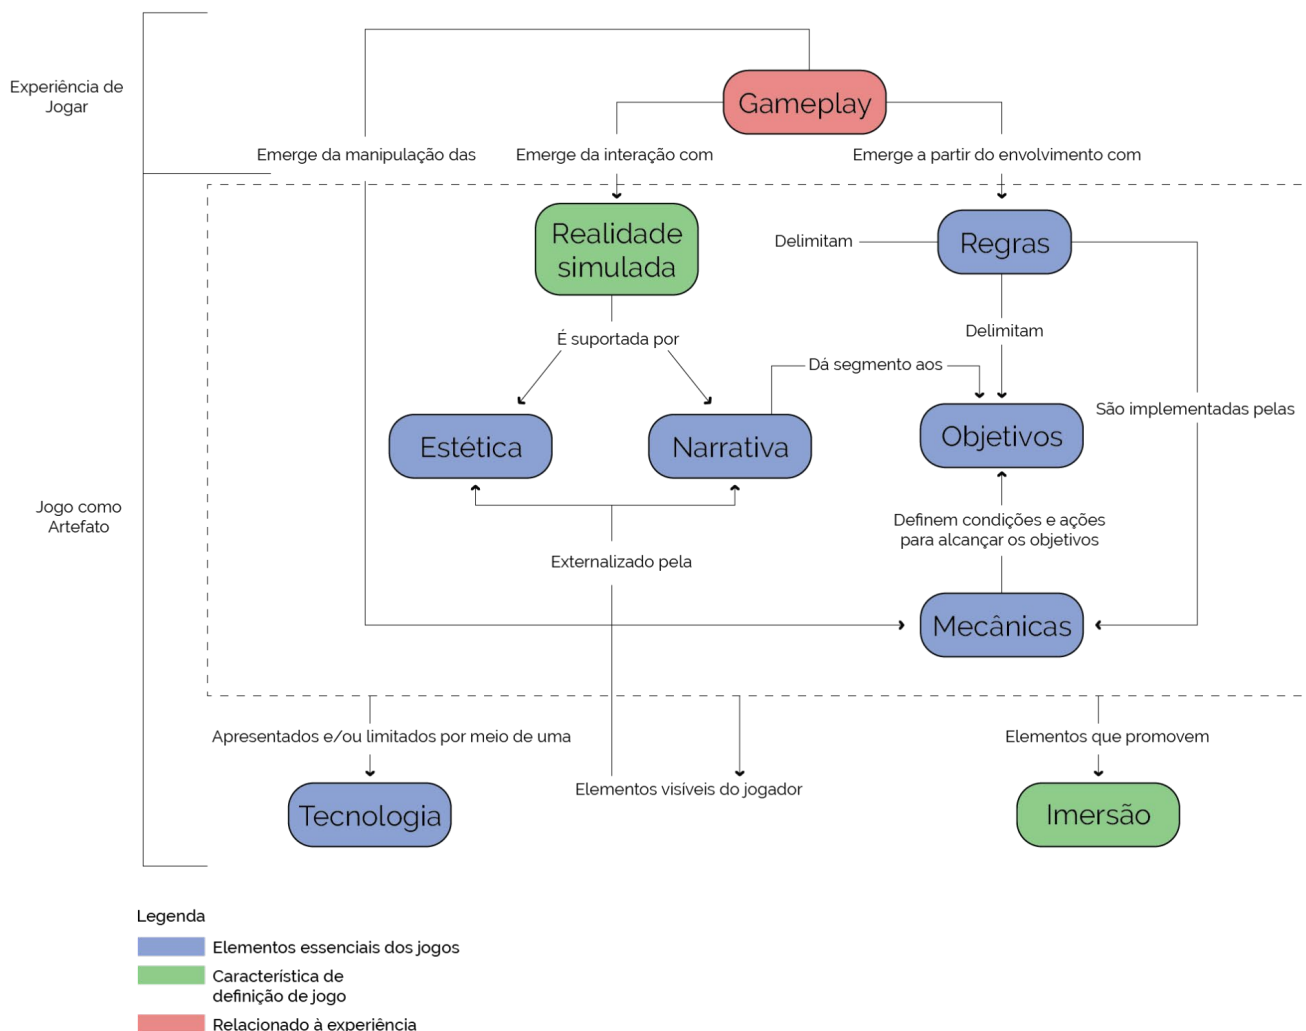 Experiência de
Jogar
Gameplay
Emerge da manipulação das
Emerge da interação com
Emerge a partir do envolvimento com
Realidade
simulada
Delimitam
Regras
É suportada por
Delimitam
Dá segmento aos
São implementadas pelas
Estética
Narrativa
Objetivos
Jogo como
Artefato
Definem condições e ações
para alcançar os objetivos
Externalizado pela
Mecânicas
Apresentados e/ou limitados por meio de uma
Elementos que promovem
Elementos visíveis do jogador
Tecnologia
Imersão
Legenda
Elementos essenciais dos jogos
Característica de
definição de jogo
Relacionado à experiência